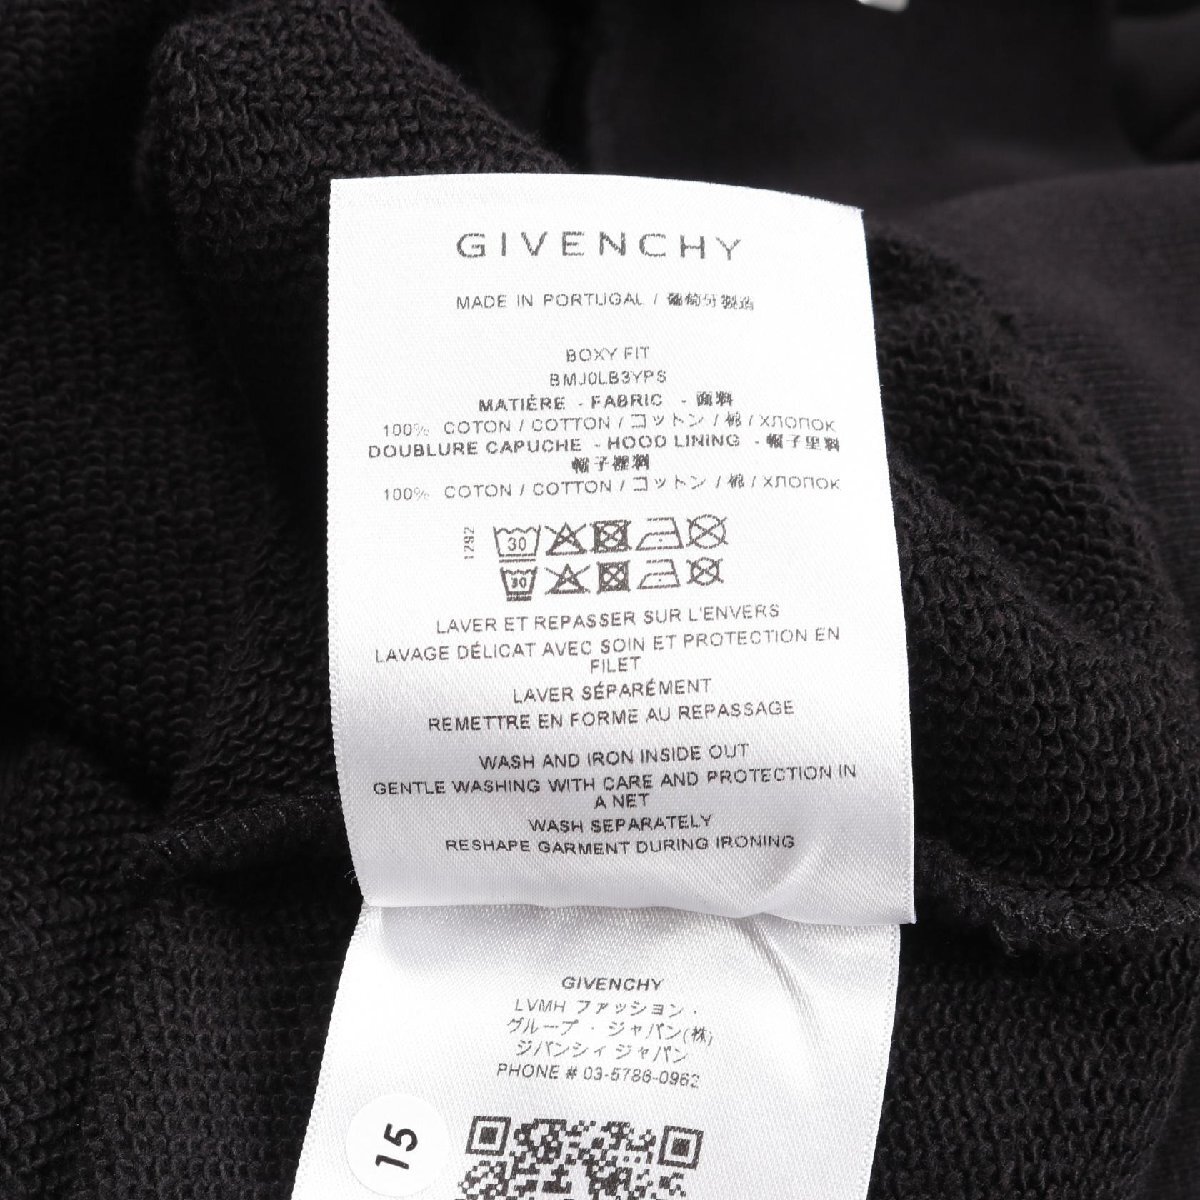 GIVENCHY
MADE IN PORTUGAL / 葡萄牙製造
BOXY FIT
BMJ0LB3YPS
MATIÈRE - FABRIC - 面料
100% COTON / COTTON / コットン / 棉 / ХЛОПОК
DOUBLURE CAPUCHE - HOOD LINING - 帽子里料
帽子裡料
100% COTON / COTTON / コットン / 棉 / ХЛОПОК
1292
30
30
LAVER ET REPASSER SUR L'ENVERS
LAVAGE DÉLICAT AVEC SOIN ET PROTECTION EN
FILET
LAVER SÉPARÉMENT
REMETTRE EN FORME AU REPASSAGE
WASH AND IRON INSIDE OUT
GENTLE WASHING WITH CARE AND PROTECTION IN
A NET
WASH SEPARATELY
RESHAPE GARMENT DURING IRONING
GIVENCHY
LVMH ファッション・
グループ・ジャパン(株)
ジバンシィ ジャパン
PHONE # 03-5786-0962
15